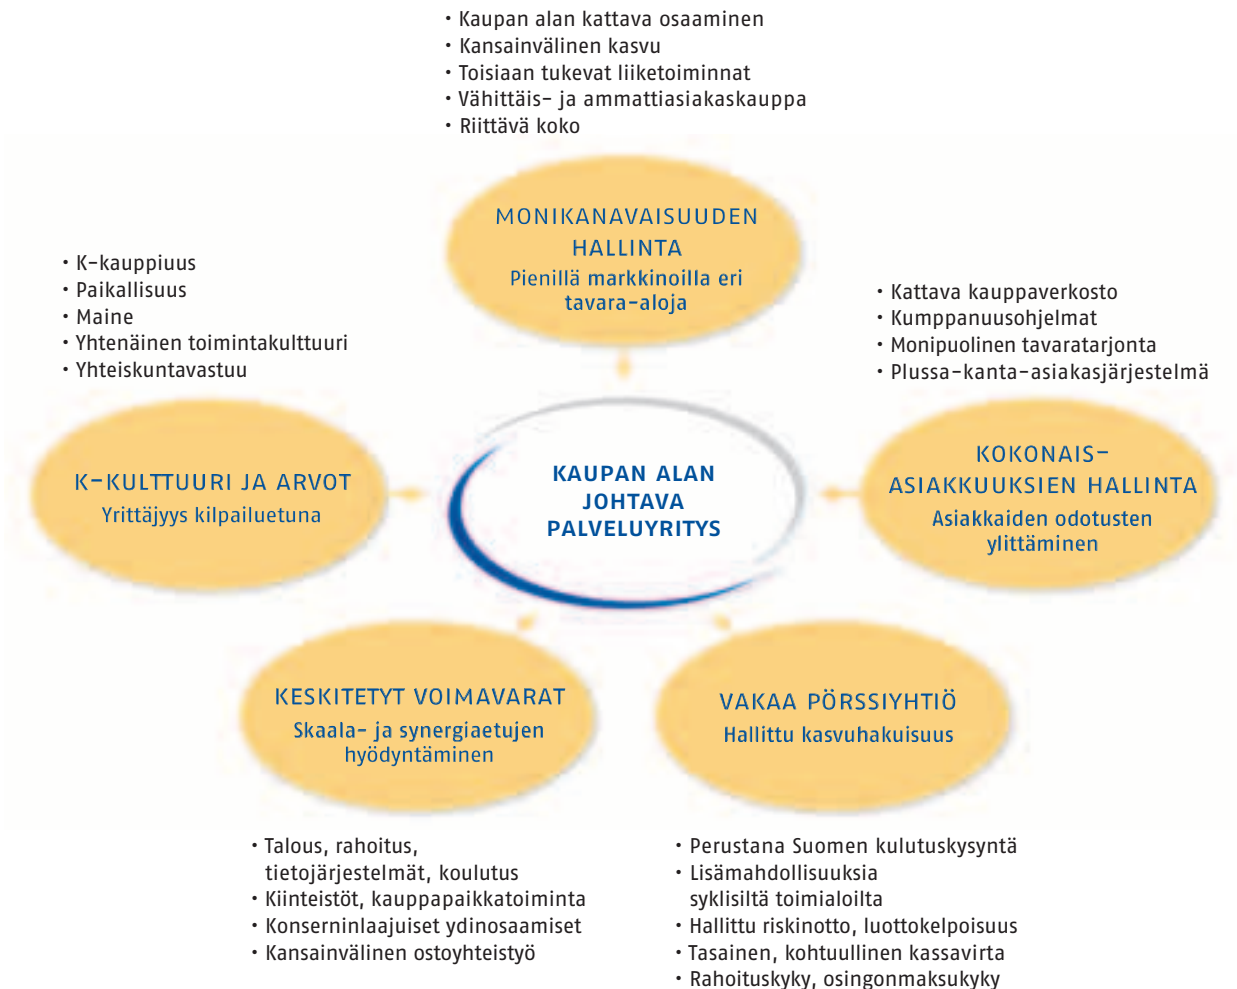 • Kaupan alan kattava osaaminen
• Kansainvälinen kasvu
• Toisiaan tukevat liiketoiminnat
• Vähittäis- ja ammattiasiakaskauppa
• Riittävä koko
MONIKANAVAISUUDEN
HALLINTA
Pienillä markkinoilla eri
tavara-aloja
• K-kauppiuus
• Paikallisuus
• Maine
• Yhtenäinen toimintakulttuuri
• Yhteiskuntavastuu
• Kattava kauppaverkosto
• Kumppanuusohjelmat
• Monipuolinen tavaratarjonta
• Plussa-kanta-asiakasjärjestelmä
K-KULTTUURI JA ARVOT
Yrittäjyys kilpailuetuna
KAUPAN ALAN
JOHTAVA
PALVELUYRITYS
KOKONAIS-
ASIAKKUUKSIEN HALLINTA
Asiakkaiden odotusten
ylittäminen
KESKITETYT VOIMAVARAT
Skaala- ja synergiaetujen
hyödyntäminen
VAKAA PÖRSSIYHTIÖ
Hallittu kasvuhakuisuus
• Talous, rahoitus,
tietojärjestelmät, koulutus
• Kiinteistöt, kauppapaikkatoiminta
• Konserninlaajuiset ydinosaamiset
• Kansainvälinen ostoyhteistyö
• Perustana Suomen kulutuskysyntä
• Lisämahdollisuuksia
syklisiltä toimialoilta
• Hallittu riskinotto, luottokelpoisuus
• Tasainen, kohtuullinen kassavirta
• Rahoituskyky, osingonmaksukyky